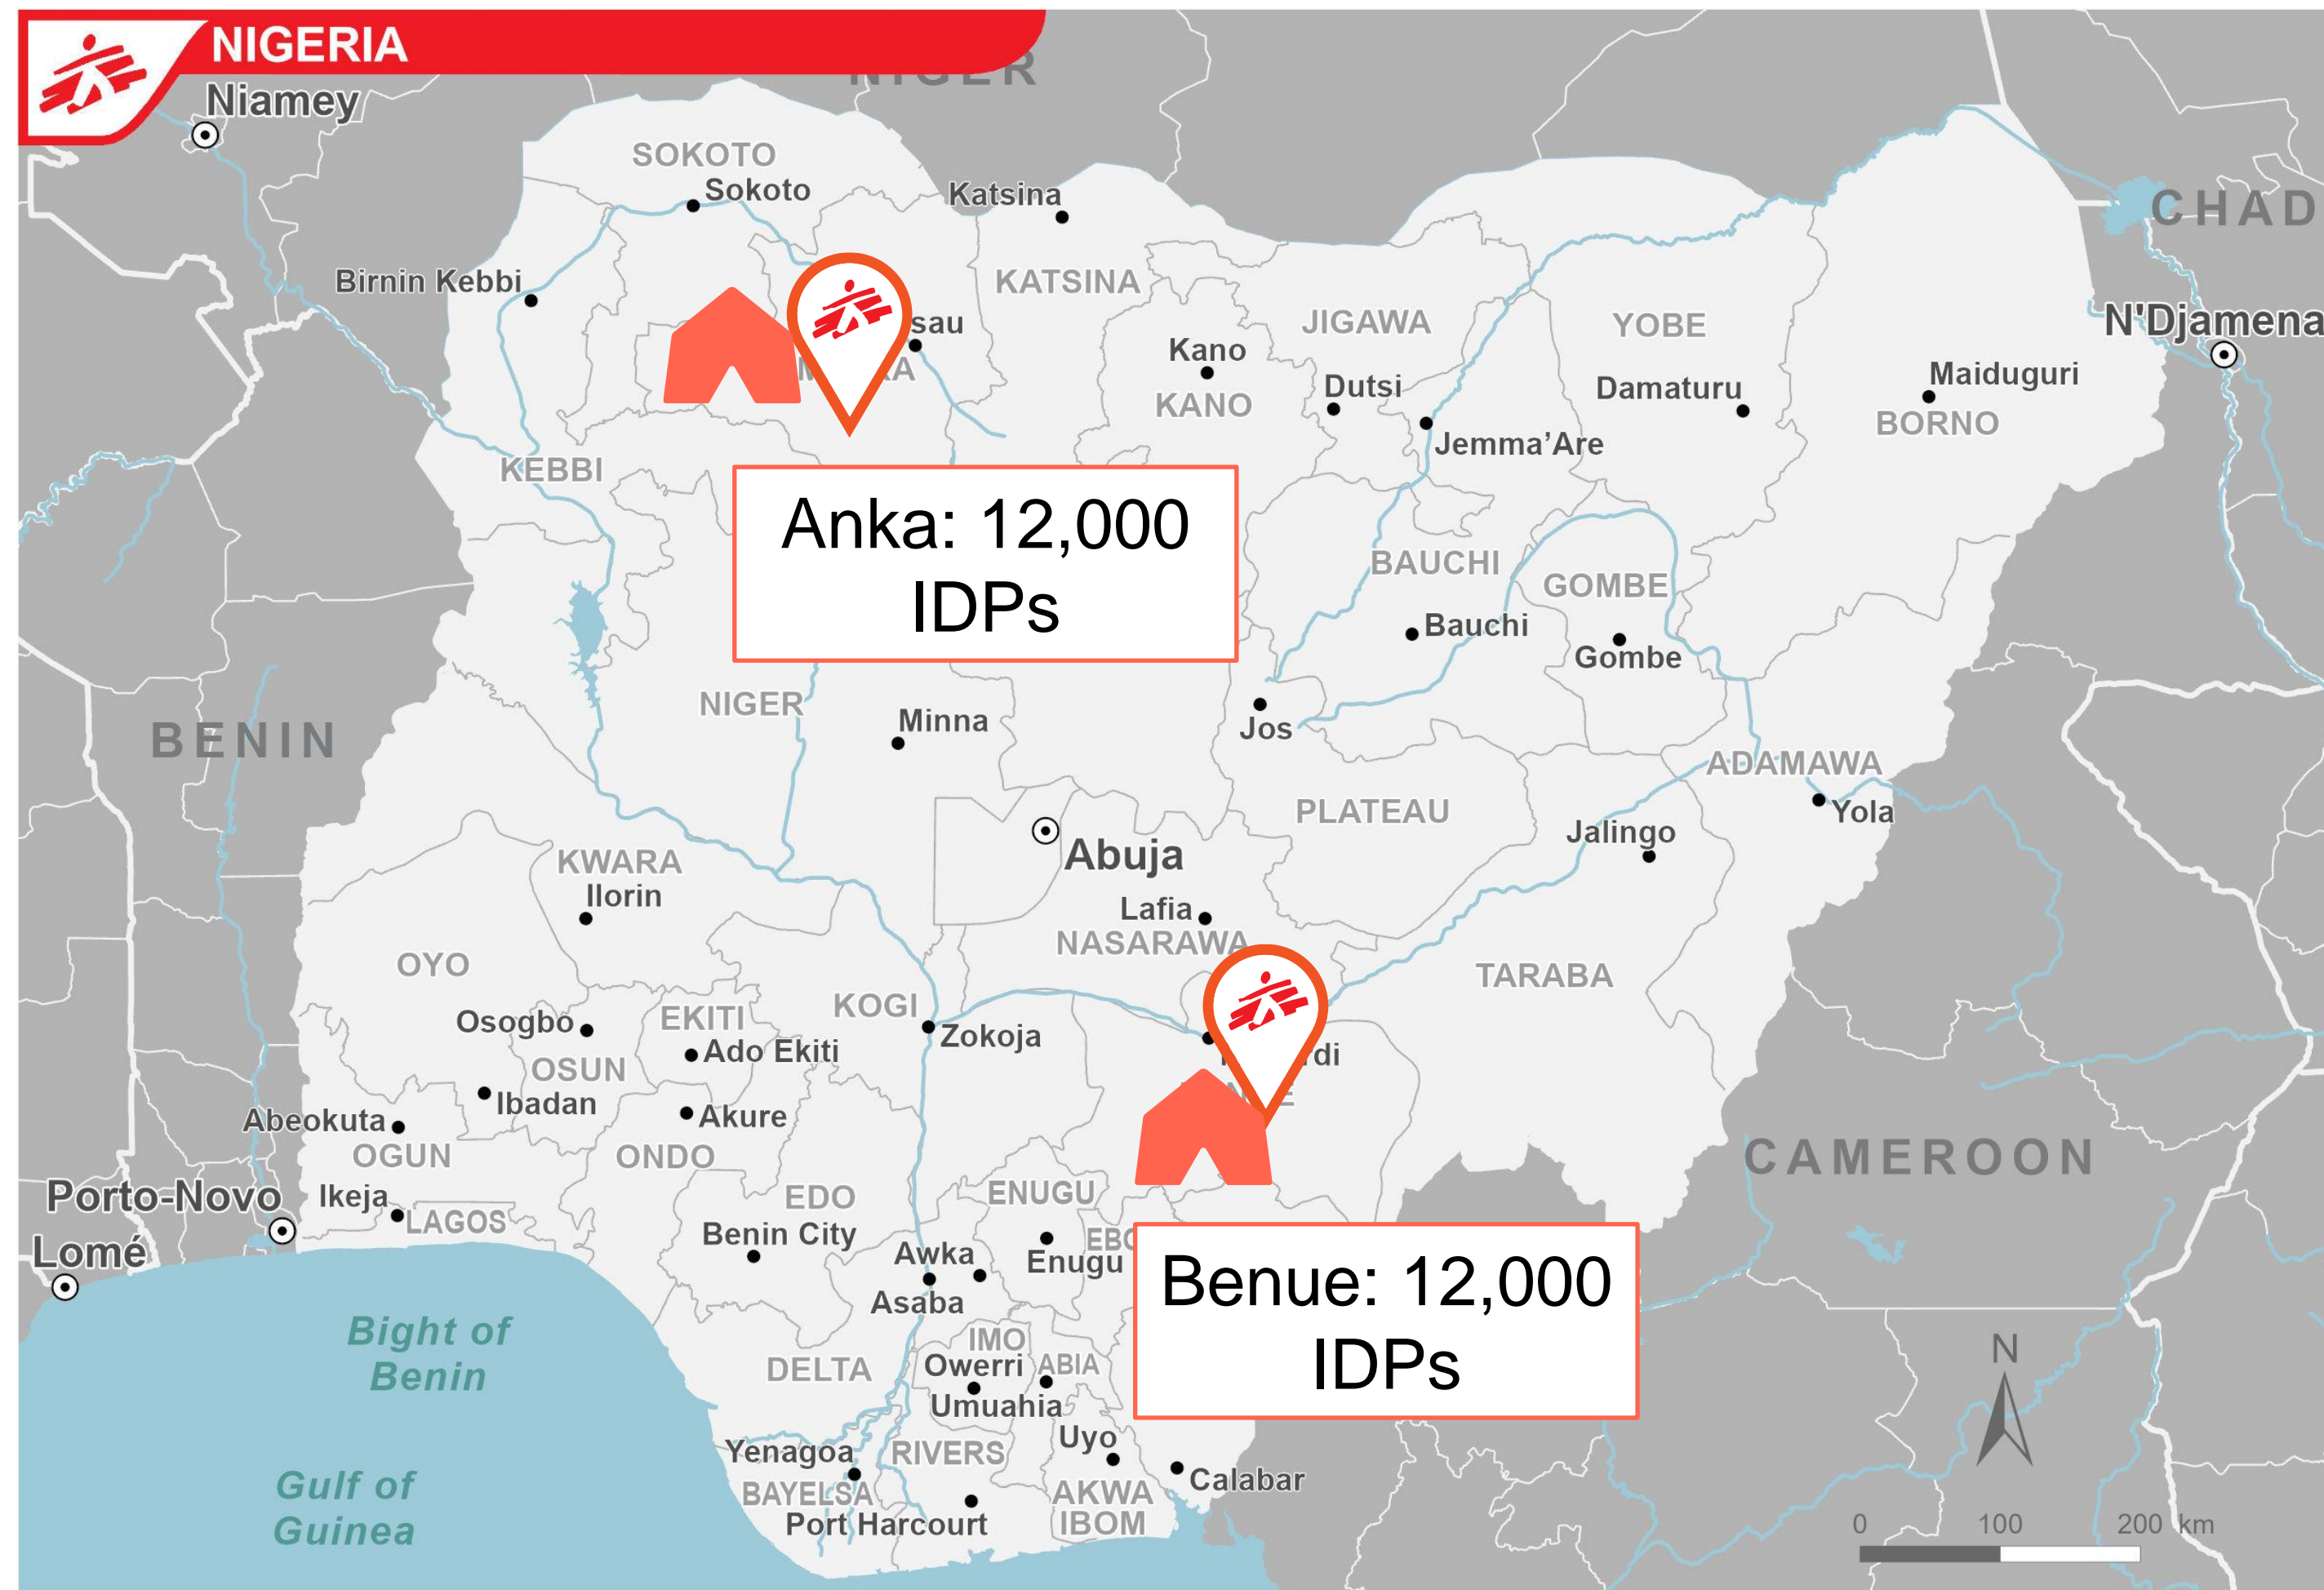 NIGERIA
NIGER
Niamey
SOKOTO
Sokoto
Katsina
CHAD
Birnin Kebbi
KATSINA
sau
JIGAWA
YOBE
N'Djamena
Kano
KANO
Dutsi
Damaturu
Maiduguri
BORNO
Jemma'Are
KEBBI
Anka: 12,000
IDPs
BAUCHI
GOMBE
Bauchi
Gombe
NIGER
Minna
Jos
BENIN
ADAMAWA
Yola
PLATEAU
Jalingo
Abuja
KWARA
Ilorin
Lafia
NASARAWA
OYO
TARABA
KOGI
Osogbo
EKITI
Zokoja
Ado Ekiti
di
OSUN
Ibadan
Abeokuta
Akure
OGUN
ONDO
CAMEROON
Porto-Novo
Ikeja
LAGOS
EDO
ENUGU
Benin City
Lomé
Awka
Enugu
EBO
Asaba
Benue: 12,000
IDPs
Bight of
Benin
IMO
Owerri
ABIA
DELTA
Umuahia
N
Yenagoa
RIVERS
Uyo
Calabar
BAYELSA
AKWA
IBOM
Gulf of
Guinea
Port Harcourt
0 100 200 km